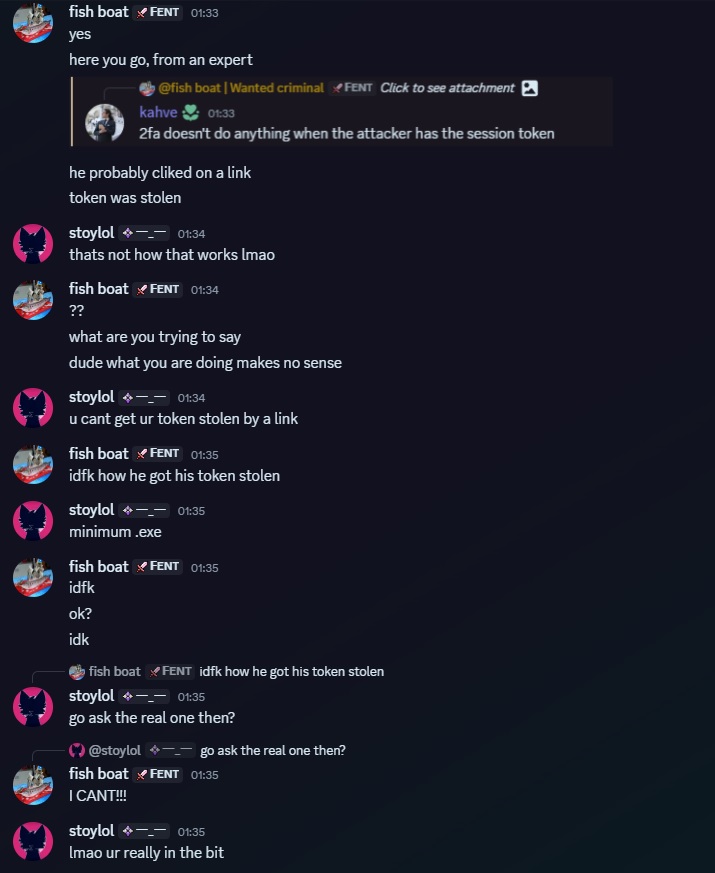 fish boat FENT 01:33
yes
here you go, from an expert
@fish boat | Wanted criminal FENT Click to see attachment
kahve 01:33
2fa doesn't do anything when the attacker has the session token
he probably cliked on a link
token was stolen
stoylol —_— 01:34
thats not how that works lmao
fish boat FENT 01:34
??
what are you trying to say
dude what you are doing makes no sense
stoylol —_— 01:34
u cant get ur token stolen by a link
fish boat FENT 01:35
idfk how he got his token stolen
stoylol —_— 01:35
minimum .exe
fish boat FENT 01:35
idfk
ok?
idk
fish boat FENT idfk how he got his token stolen
stoylol —_— 01:35
go ask the real one then?
@stoylol —_— go ask the real one then?
fish boat FENT 01:35
I CANT!!!
stoylol —_— 01:35
lmao ur really in the bit